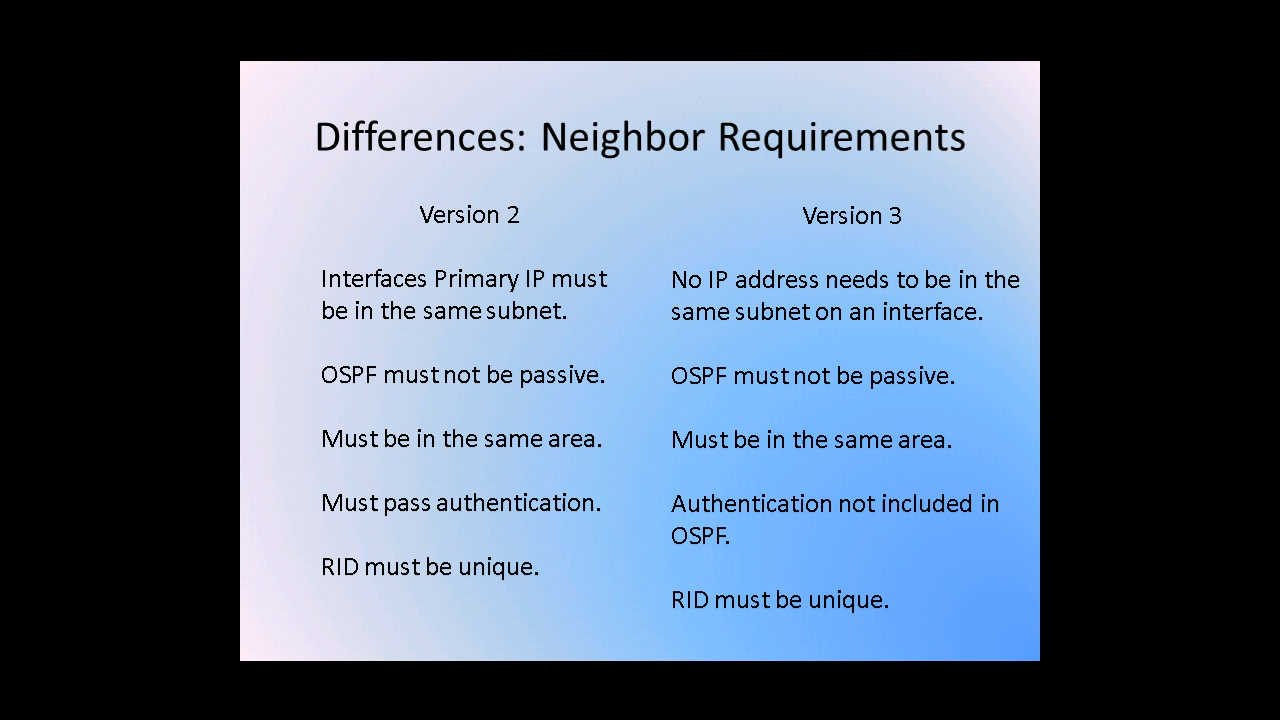 Differences: Neighbor Requirements
Version 2
Interfaces Primary IP must
be in the same subnet.
OSPF must not be passive.
Must be in the same area.
Must pass authentication.
RID must be unique.
Version 3
No IP address needs to be in the
same subnet on an interface.
OSPF must not be passive.
Must be in the same area.
Authentication not included in
OSPF.
RID must be unique.